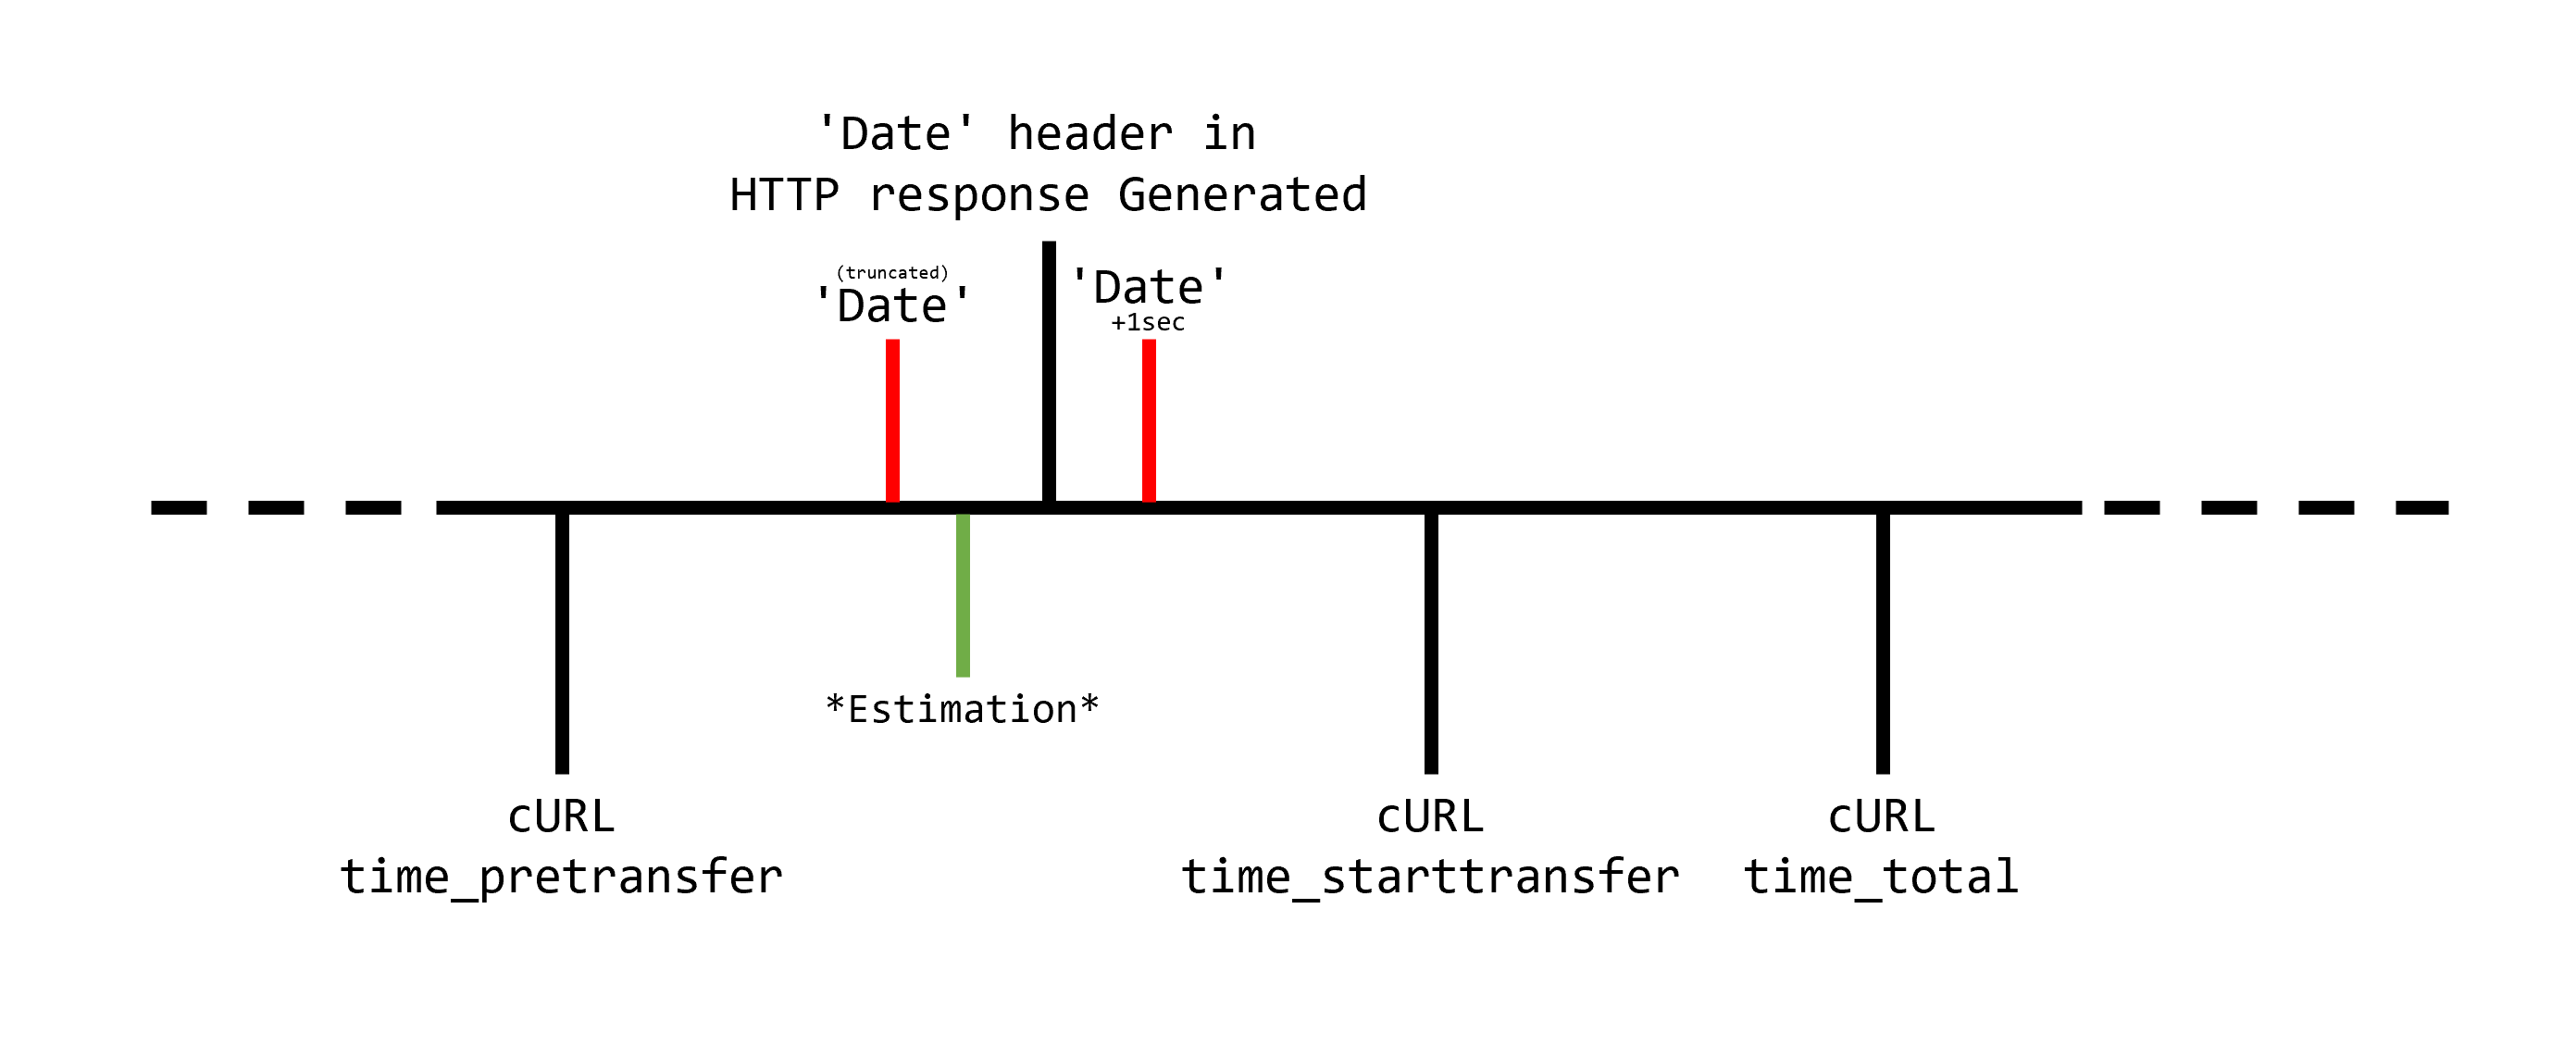 'Date' header in
HTTP response Generated
(truncated)
'Date'
'Date'
+1sec
*Estimation*
cURL
time_pretransfer
cURL
time_starttransfer
cURL
time_total